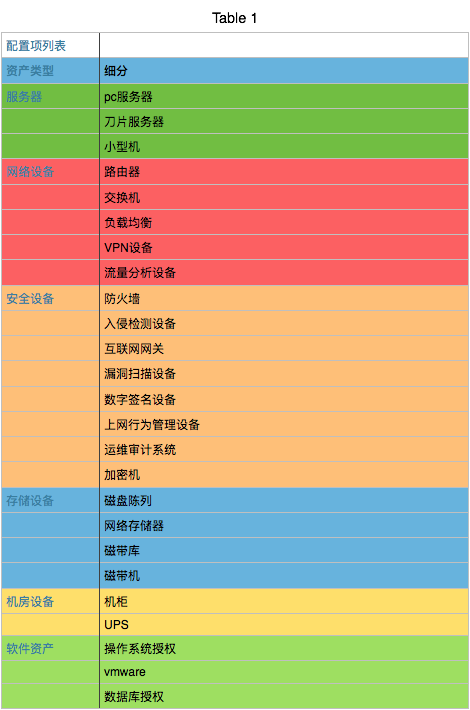 Table 1
配置项列表
资产类型 细分
服务器 pc服务器
刀片服务器
小型机
网络设备 路由器
交换机
负载均衡
VPN设备
流量分析设备
安全设备 防火墙
入侵检测设备
互联网网关
漏洞扫描设备
数字签名设备
上网行为管理设备
运维审计系统
加密机
存储设备 磁盘陈列
网络存储器
磁带库
磁带机
机房设备 机柜
UPS
软件资产 操作系统授权
vmware
数据库授权